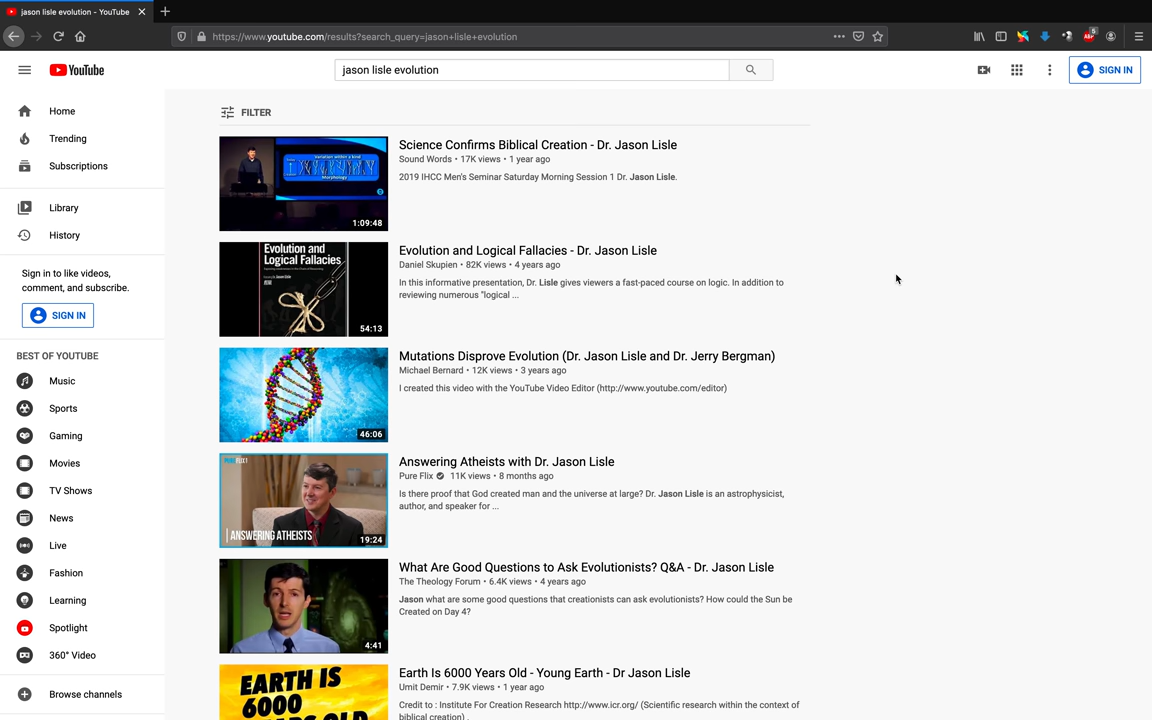 jason lisle evolution - YouTube
https://www.youtube.com/results?search_query=jason+lisle+evolution
YouTube
jason lisle evolution
SIGN IN
Home
Trending
Subscriptions
Library
History
Sign in to like videos,
comment, and subscribe.
SIGN IN
BEST OF YOUTUBE
Music
Sports
Gaming
Movies
TV Shows
News
Live
Fashion
Learning
Spotlight
360° Video
Browse channels
FILTER
Variation within a kind
Morphology
1:09:48
Science Confirms Biblical Creation - Dr. Jason Lisle
Sound Words • 17K views • 1 year ago
2019 IHCC Men's Seminar Saturday Morning Session 1 Dr. Jason Lisle.
Evolution and
Logical Fallacies
54:13
Evolution and Logical Fallacies - Dr. Jason Lisle
Daniel Skupien • 82K views • 4 years ago
In this informative presentation, Dr. Lisle gives viewers a fast-paced course on logic. In addition to
reviewing numerous "logical ...
46:06
Mutations Disprove Evolution (Dr. Jason Lisle and Dr. Jerry Bergman)
Michael Bernard • 12K views • 3 years ago
I created this video with the YouTube Video Editor (http://www.youtube.com/editor)
PURE FLIX
ANSWERING ATHEISTS
19:24
Answering Atheists with Dr. Jason Lisle
Pure Flix 11K views • 8 months ago
Is there proof that God created man and the universe at large? Dr. Jason Lisle is an astrophysicist,
author, and speaker for ...
4:41
What Are Good Questions to Ask Evolutionists? Q&A - Dr. Jason Lisle
The Theology Forum • 6.4K views • 4 years ago
Jason what are some good questions that creationists can ask evolutionists? How could the Sun be
Created on Day 4?
EARTH IS
6000
YEARS OLD
Earth Is 6000 Years Old - Young Earth - Dr Jason Lisle
Umit Demir • 7.9K views • 1 year ago
Credit to : Institute For Creation Research http://www.icr.org/ (Scientific research within the context of
biblical creation) .